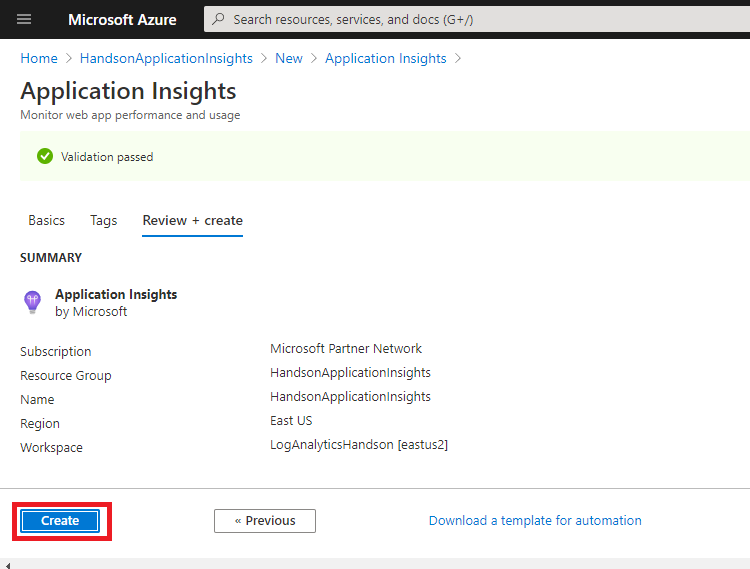 Microsoft Azure
Search resources, services, and docs (G+/)
Home > HandsonApplicationInsights > New > Application Insights >
Application Insights
Monitor web app performance and usage
Validation passed
Basics Tags Review + create
SUMMARY
Application Insights
by Microsoft
Subscription Microsoft Partner Network
Resource Group HandsonApplicationInsights
Name HandsonApplicationInsights
Region East US
Workspace LogAnalyticsHandson [eastus2]
Create « Previous Download a template for automation